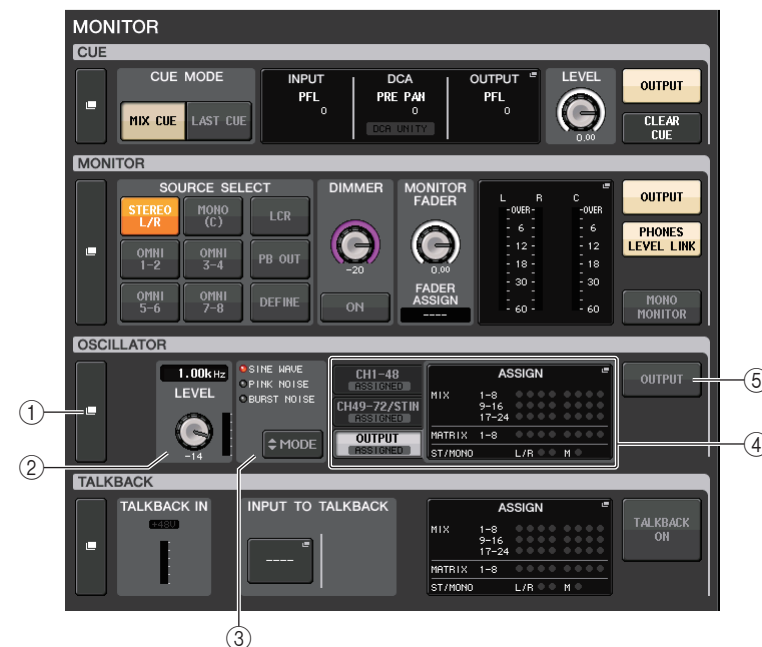 MONITOR
CUE
CUE MODE
MIX CUE
LAST CUE
INPUT
PFL
0
DCA
PRE PAN
0
DCA UNITY
OUTPUT
PFL
0
LEVEL
0.00
OUTPUT
CLEAR
CUE
MONITOR
SOURCE SELECT
STEREO
L/R
MONO
(C)
LCR
OMNI
1-2
OMNI
3-4
PB OUT
OMNI
5-6
OMNI
7-8
DEFINE
DIMMER
-20
ON
MONITOR
FADER
0.00
FADER
ASSIGN
----
L R C
-OVER- -OVER
- 6 - - 6
- 12 - - 12
- 18 - - 18
- 30 - - 30
- 60 - - 60
OUTPUT
PHONES
LEVEL LINK
MONO
MONITOR
OSCILLATOR
1.00kHz
LEVEL
-14
SINE WAVE
PINK NOISE
BURST NOISE
MODE
CH1-48
ASSIGNED
CH49-72/STIN
ASSIGNED
OUTPUT
ASSIGNED
ASSIGN
MIX 1-8
9-16
17-24
MATRIX 1-8
ST/MONO L/R M
OUTPUT
1
2
3
4
5
TALKBACK
TALKBACK IN
+48V
INPUT TO TALKBACK
----
ASSIGN
MIX 1-8
9-16
17-24
MATRIX 1-8
ST/MONO L/R M
TALKBACK
ON